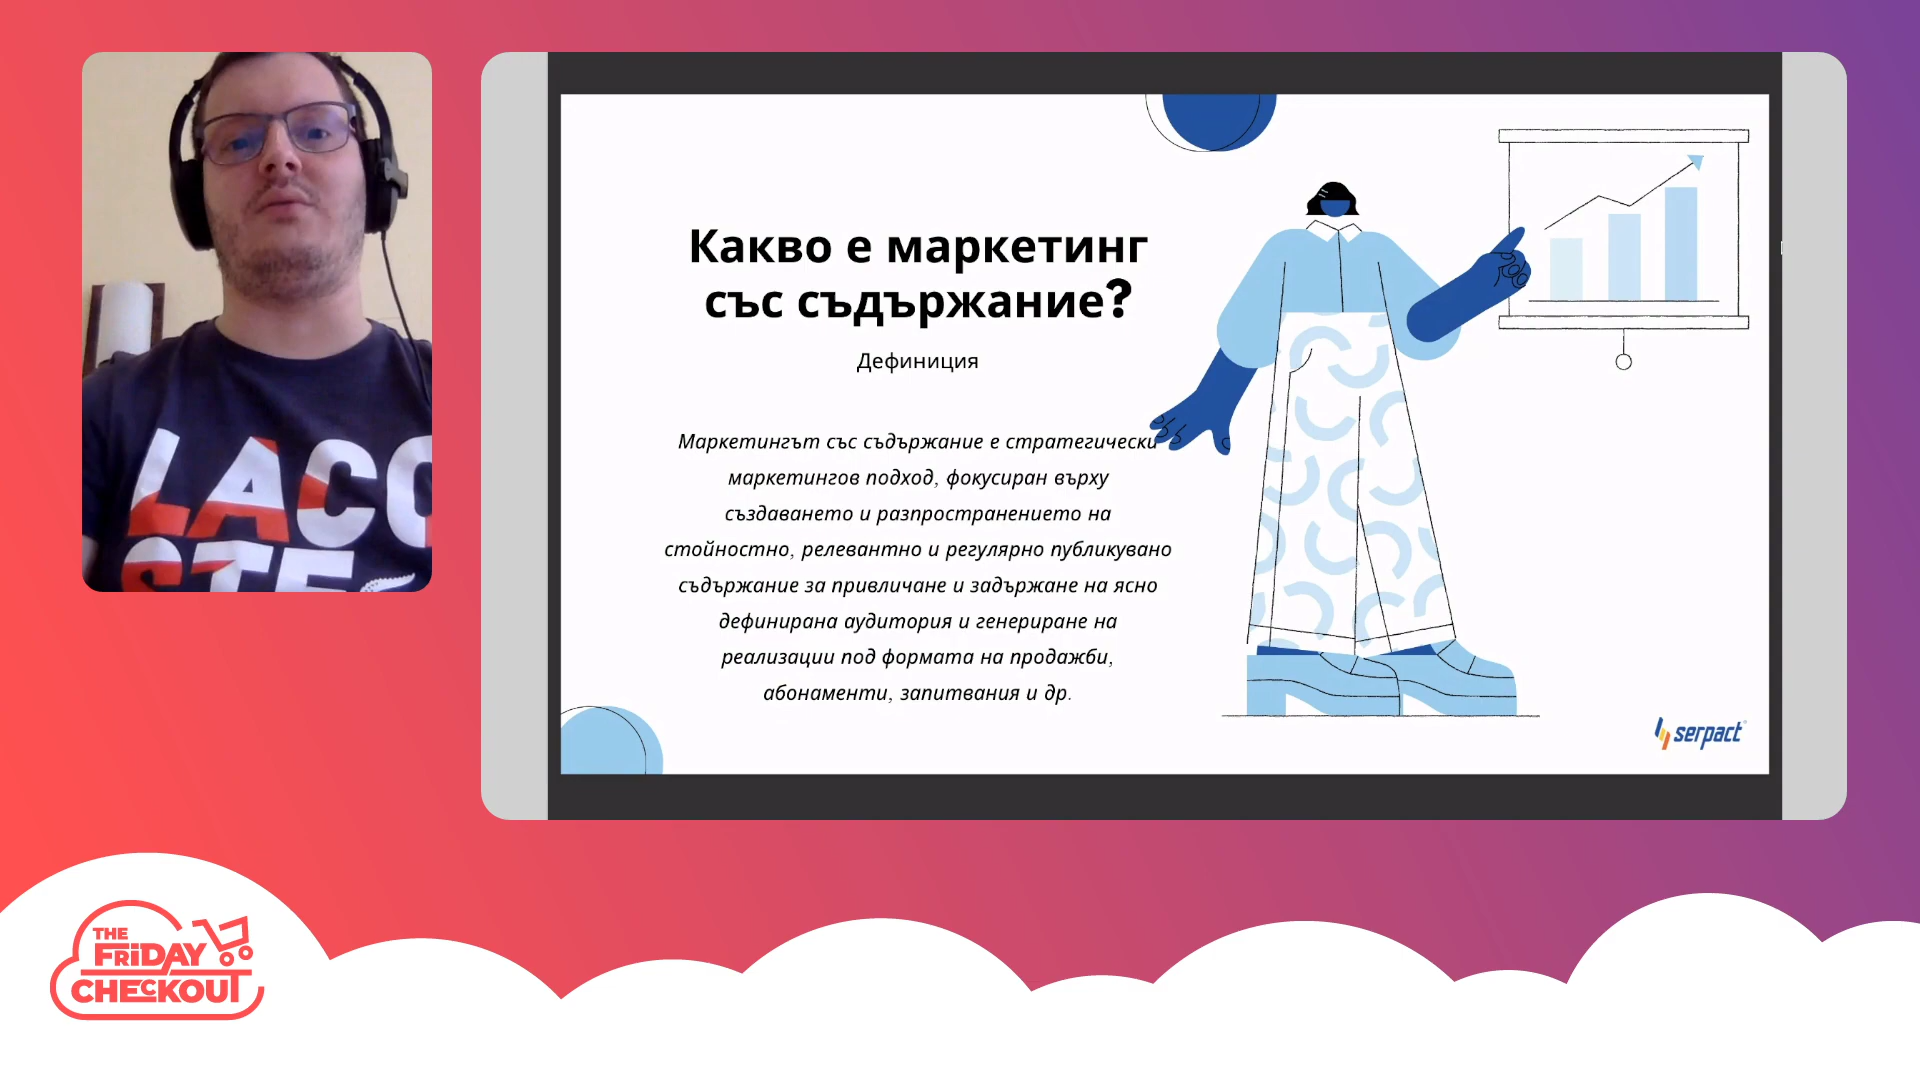 Какво е маркетинг
със съдържание?
Дефиниция
Маркетингът със съдържание е стратегически
маркетингов подход, фокусиран върху
създаването и разпространението на
стойностно, релевантно и регулярно публикувано
съдържание за привличане и задържане на ясно
дефинирана аудитория и генериране на
реализации под формата на продажби,
абонаменти, запитвания и др.
serpact
LACO
STE
THE
FRIDAY
CHECKOUT